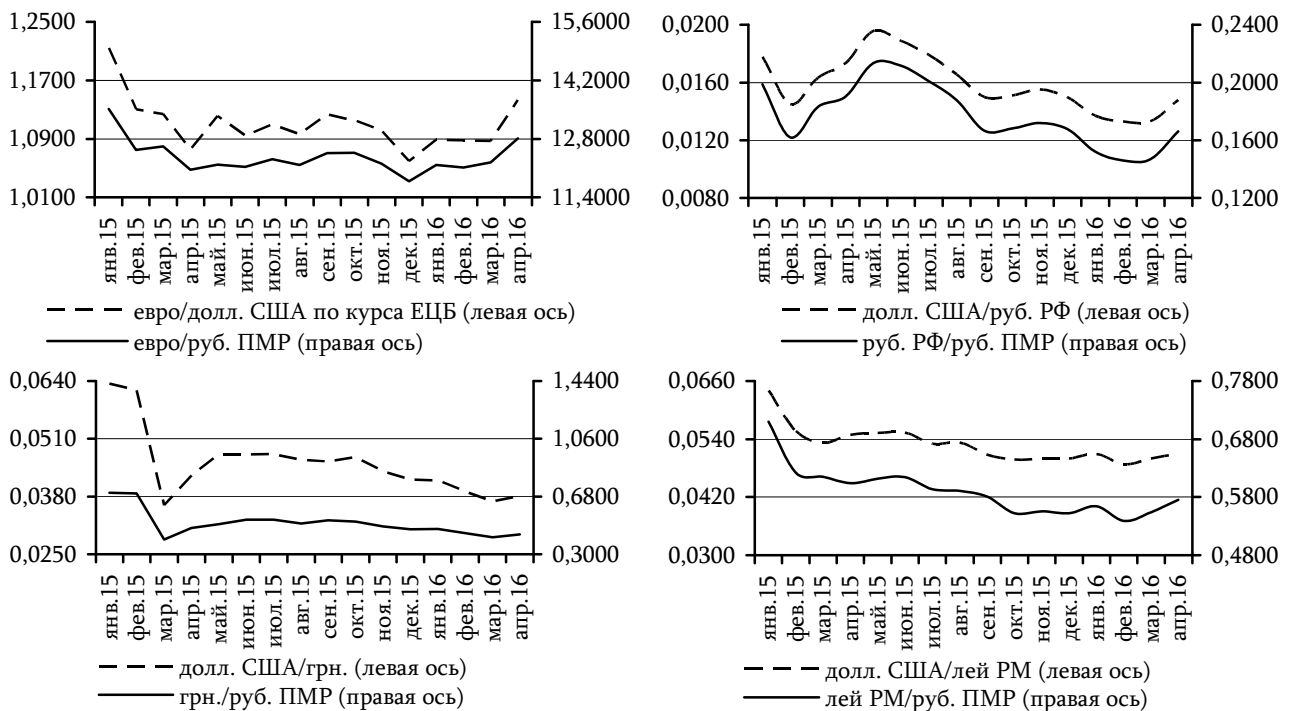 1,2500
1,1700
1,0900
1,0100
15,6000
14,2000
12,8000
11,4000
янв.15
фев.15
мар.15
апр.15
май.15
июн.15
июл.15
авг.15
сен.15
окт.15
ноя.15
дек.15
янв.16
фев.16
мар.16
апр.16
евро/долл. США по курса ЕЦБ (левая ось)
евро/руб. ПМР (правая ось)
0,0200
0,0160
0,0120
0,0080
0,2400
0,2000
0,1600
0,1200
янв.15
фев.15
мар.15
апр.15
май.15
июн.15
июл.15
авг.15
сен.15
окт.15
ноя.15
дек.15
янв.16
фев.16
мар.16
апр.16
долл. США/руб. РФ (левая ось)
руб. РФ/руб. ПМР (правая ось)
0,0640
0,0510
0,0380
0,0250
1,4400
1,0600
0,6800
0,3000
янв.15
фев.15
мар.15
апр.15
май.15
июн.15
июл.15
авг.15
сен.15
окт.15
ноя.15
дек.15
янв.16
фев.16
мар.16
апр.16
долл. США/грн. (левая ось)
грн./руб. ПМР (правая ось)
0,0660
0,0540
0,0420
0,0300
0,7800
0,6800
0,5800
0,4800
янв.15
фев.15
мар.15
апр.15
май.15
июн.15
июл.15
авг.15
сен.15
окт.15
ноя.15
дек.15
янв.16
фев.16
мар.16
апр.16
долл. США/лей РМ (левая ось)
лей РМ/руб. ПМР (правая ось)